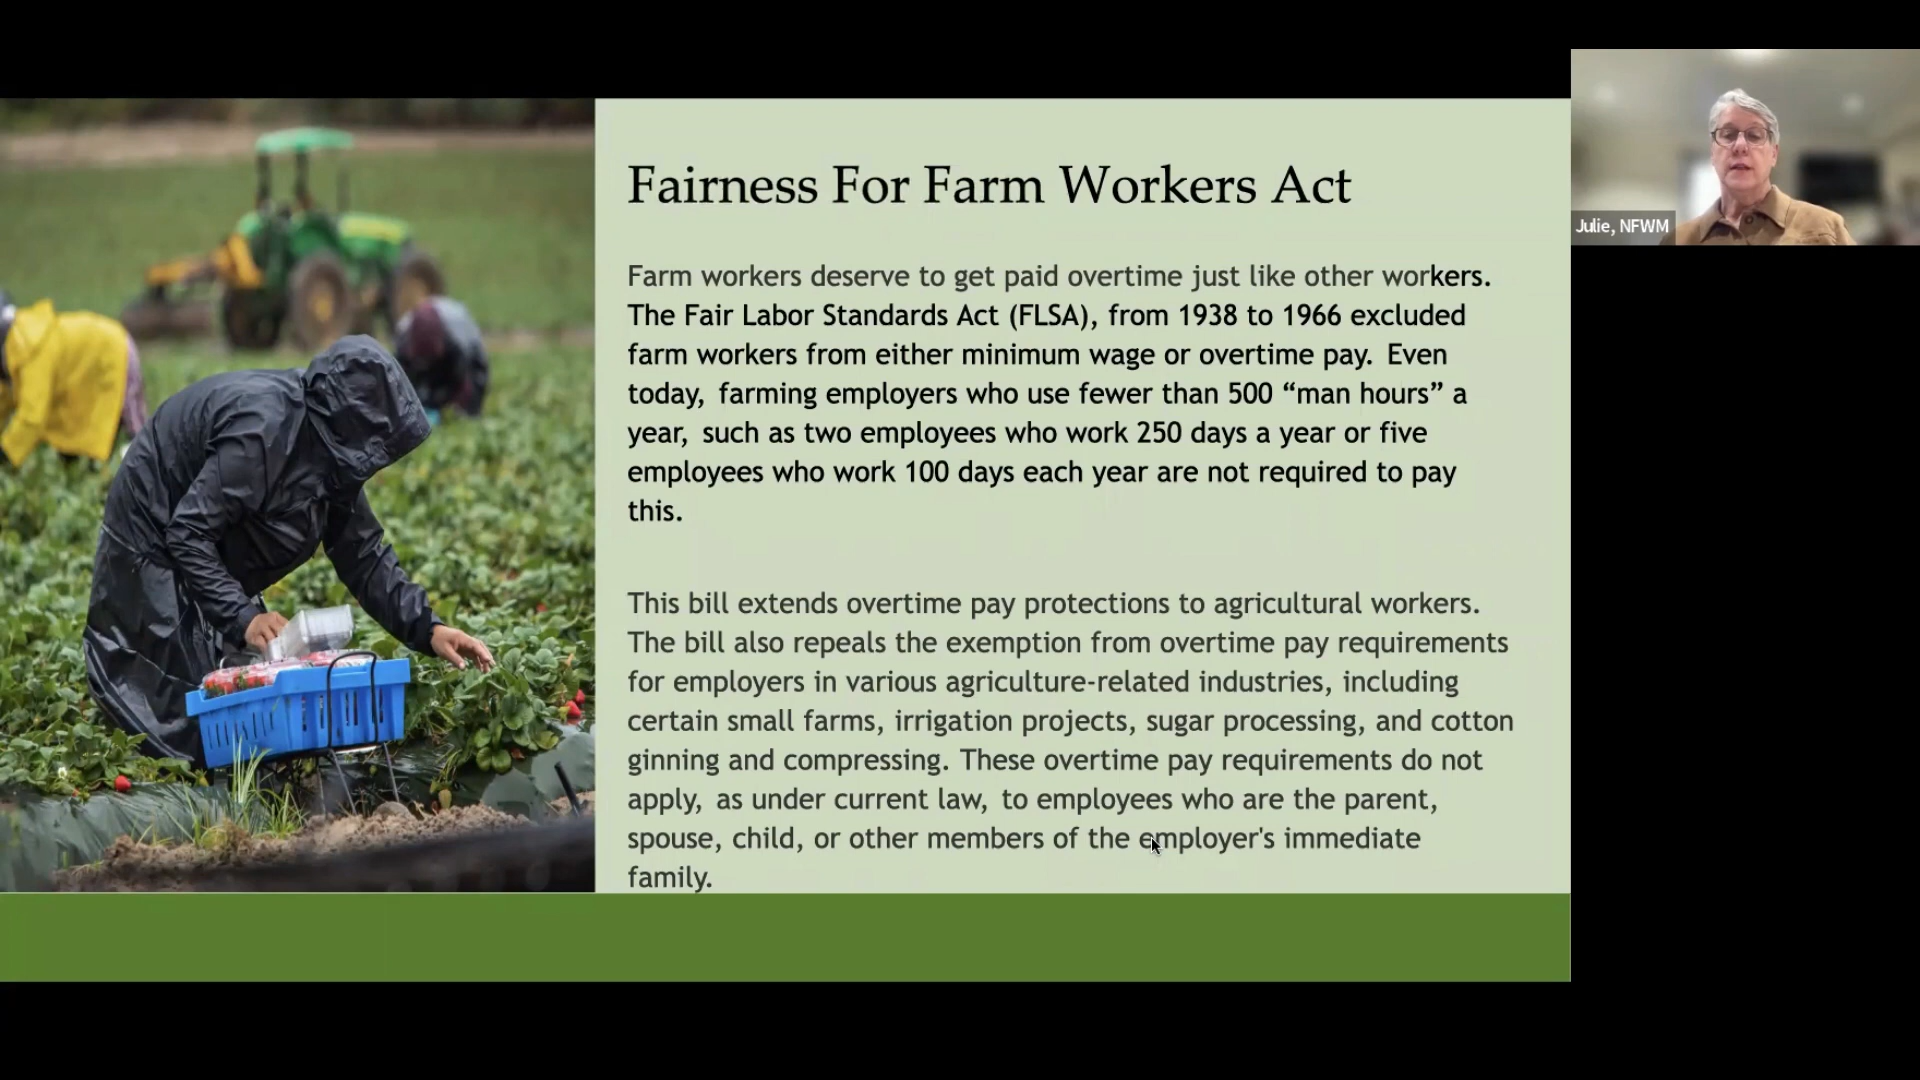 Fairness For Farm Workers Act
Farm workers deserve to get paid overtime just like other workers.
The Fair Labor Standards Act (FLSA), from 1938 to 1966 excluded
farm workers from either minimum wage or overtime pay. Even
today, farming employers who use fewer than 500 “man hours” a
year, such as two employees who work 250 days a year or five
employees who work 100 days each year are not required to pay
this.
This bill extends overtime pay protections to agricultural workers.
The bill also repeals the exemption from overtime pay requirements
for employers in various agriculture-related industries, including
certain small farms, irrigation projects, sugar processing, and cotton
ginning and compressing. These overtime pay requirements do not
apply, as under current law, to employees who are the parent,
spouse, child, or other members of the employer's immediate
family.
Julie, NFWM